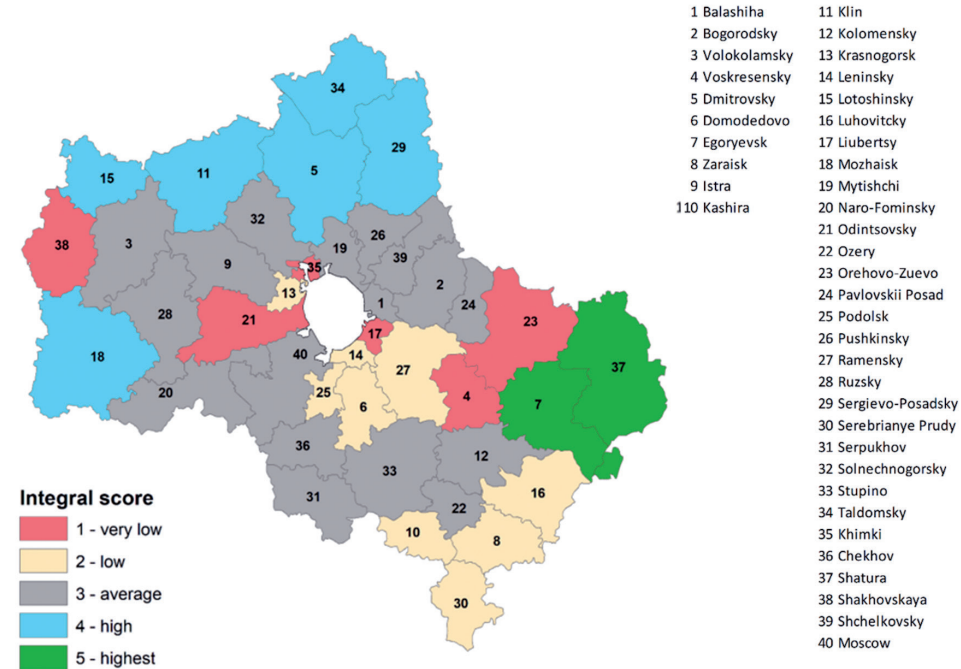 1 Balashiha
2 Bogorodsky
3 Volokolamsky
4 Voskresensky
5 Dmitrovsky
6 Domodedovo
7 Egoryevsk
8 Zaraisk
9 Istra
110 Kashira
11 Klin
12 Kolomensky
13 Krasnogorsk
14 Leninsky
15 Lotoshinsky
16 Luhovitcky
17 Liubertsy
18 Mozhaisk
19 Mytishchi
20 Naro-Fominsky
21 Odintsovsky
22 Ozery
23 Orehovo-Zuevo
24 Pavlovskii Posad
25 Podolsk
26 Pushkinsky
27 Ramensky
28 Ruzsky
29 Sergievo-Posadsky
30 Serebrianye Prudy
31 Serpukhov
32 Solnechnogorsky
33 Stupino
34 Taldomsky
35 Khimki
36 Chekhov
37 Shatura
38 Shakhovskaya
39 Shchelkovsky
40 Moscow
34
29
5
11
15
32
38
3
19
26
39
9
35
2
13
1
24
28
21
17
23
18
40
14
27
37
20
25
6
4
7
36
33
12
31
22
16
10
8
30
Integral score
1 - very low
2 - low
3 - average
4 - high
5 - highest